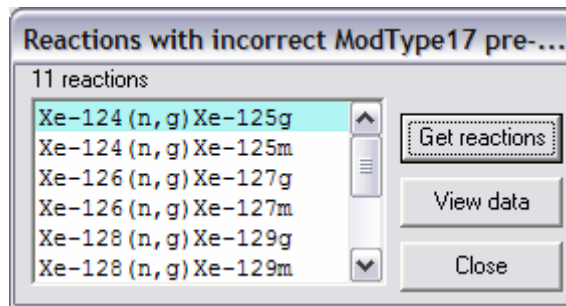 Reactions with incorrect ModType17 pre-...
11 reactions
Xe-124(n,g)Xe-125g
Xe-124(n,g)Xe-125m
Xe-126(n,g)Xe-127g
Xe-126(n,g)Xe-127m
Xe-128(n,g)Xe-129g
Xe-128(n,g)Xe-129m
Get reactions
View data
Close